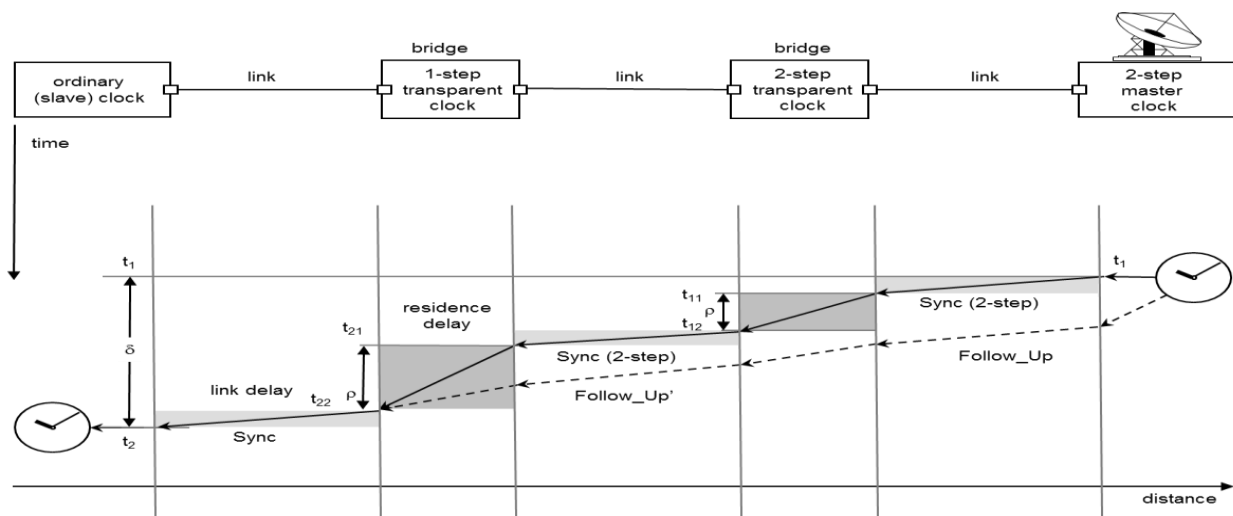 bridge
bridge
ordinary
(slave) clock
link
1-step
transparent
clock
link
2-step
transparent
clock
link
2-step
master
clock
time
t1
t1
residence
delay
t11
ρ
t12
Sync (2-step)
t21
δ
Sync (2-step)
Follow_Up
link delay
t22
ρ
Follow_Up'
t2
Sync
distance